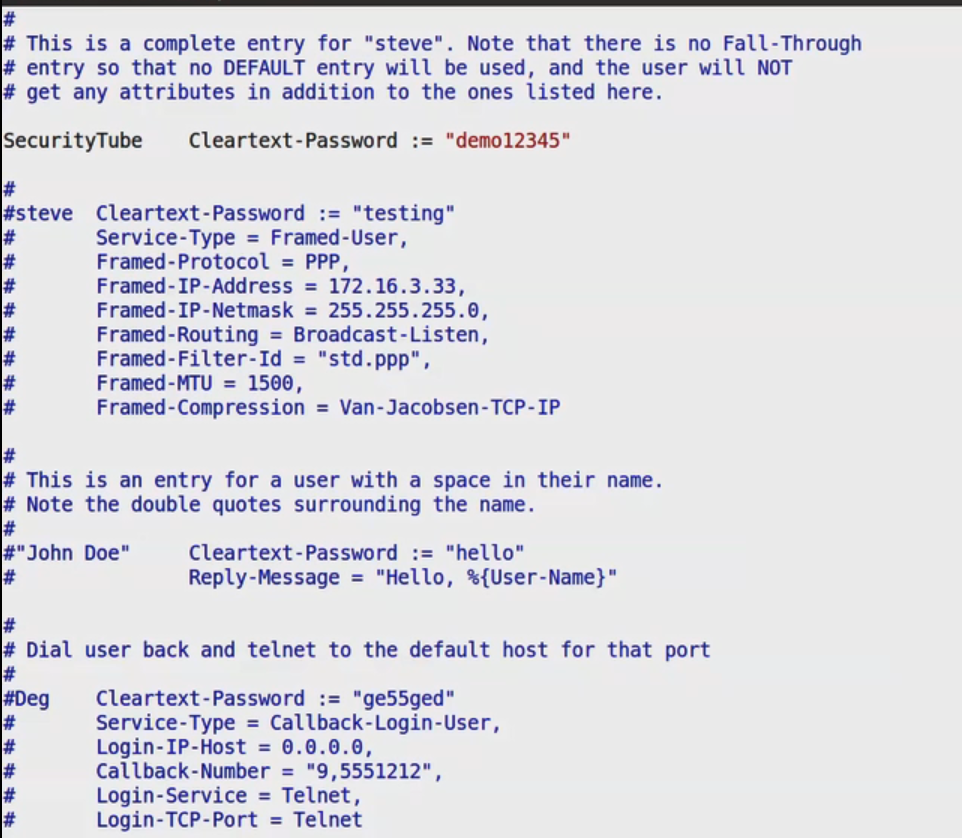 #
# This is a complete entry for "steve". Note that there is no Fall-Through
# entry so that no DEFAULT entry will be used, and the user will NOT
# get any attributes in addition to the ones listed here.
SecurityTube    Cleartext-Password := "demo12345"
#
#steve  Cleartext-Password := "testing"
#       Service-Type = Framed-User,
#       Framed-Protocol = PPP,
#       Framed-IP-Address = 172.16.3.33,
#       Framed-IP-Netmask = 255.255.255.0,
#       Framed-Routing = Broadcast-Listen,
#       Framed-Filter-Id = "std.ppp",
#       Framed-MTU = 1500,
#       Framed-Compression = Van-Jacobsen-TCP-IP
#
# This is an entry for a user with a space in their name.
# Note the double quotes surrounding the name.
#
#"John Doe"     Cleartext-Password := "hello"
#               Reply-Message = "Hello, %{User-Name}"
#
# Dial user back and telnet to the default host for that port
#
#Deg    Cleartext-Password := "ge55ged"
#       Service-Type = Callback-Login-User,
#       Login-IP-Host = 0.0.0.0,
#       Callback-Number = "9,5551212",
#       Login-Service = Telnet,
#       Login-TCP-Port = Telnet